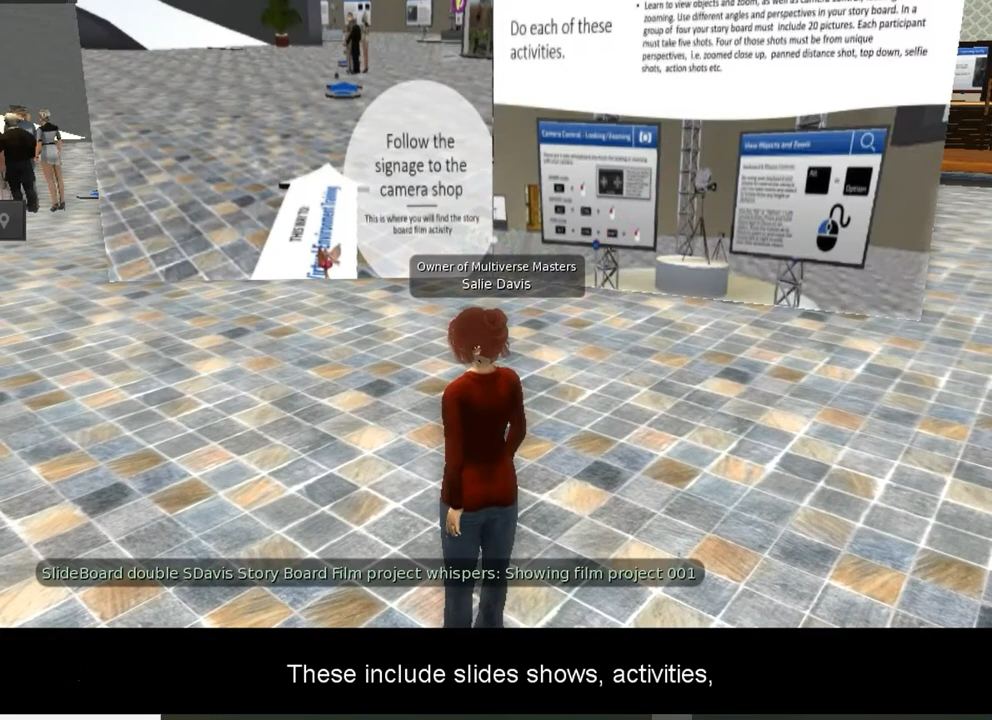 Do each of these
activities.
• Learn to view objects and zoom, as well as camera control,
zooming. Use different angles and perspectives in your story board. In a
group of four your story board must include 20 pictures. Each participant
must take five shots. Four of those shots must be from unique
perspectives, i.e. zoomed close up, panned distance shot, top down, selfie
shots, action shots etc.
Follow the
signage to the
camera shop
This is where you will find the story
board film activity
THIS WAY TO:
Camera Control - Looking/Zooming
View Objects and Zoom
Alt
or
Option
Owner of Multiverse Masters
Salie Davis
SlideBoard double SDavis Story Board Film project whispers: Showing film project 001
These include slides shows, activities,